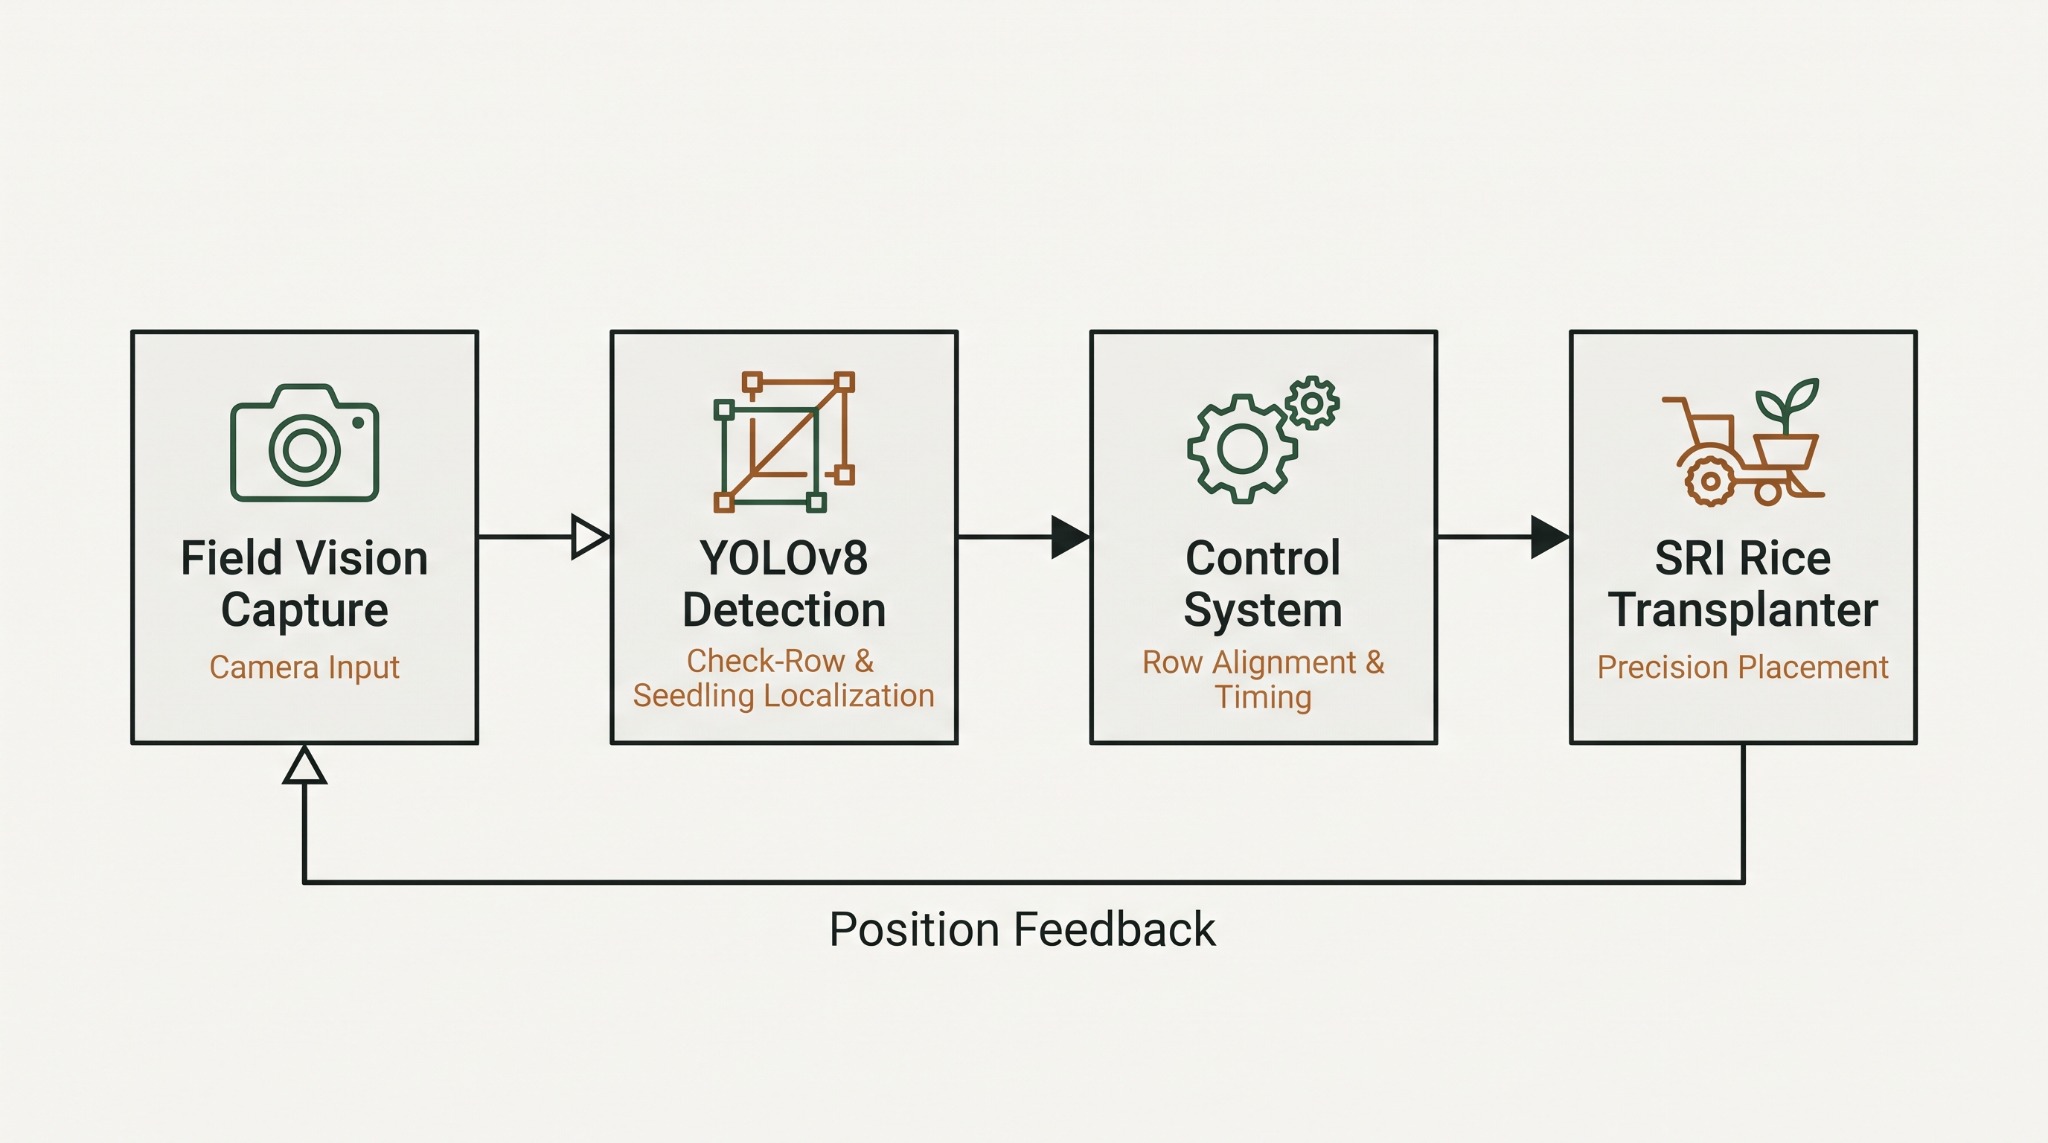 Field Vision
Capture
Camera Input
YOLOv8
Detection
Check-Row &
Seedling Localization
Control
System
Row Alignment &
Timing
SRI Rice
Transplanter
Precision Placement
Position Feedback